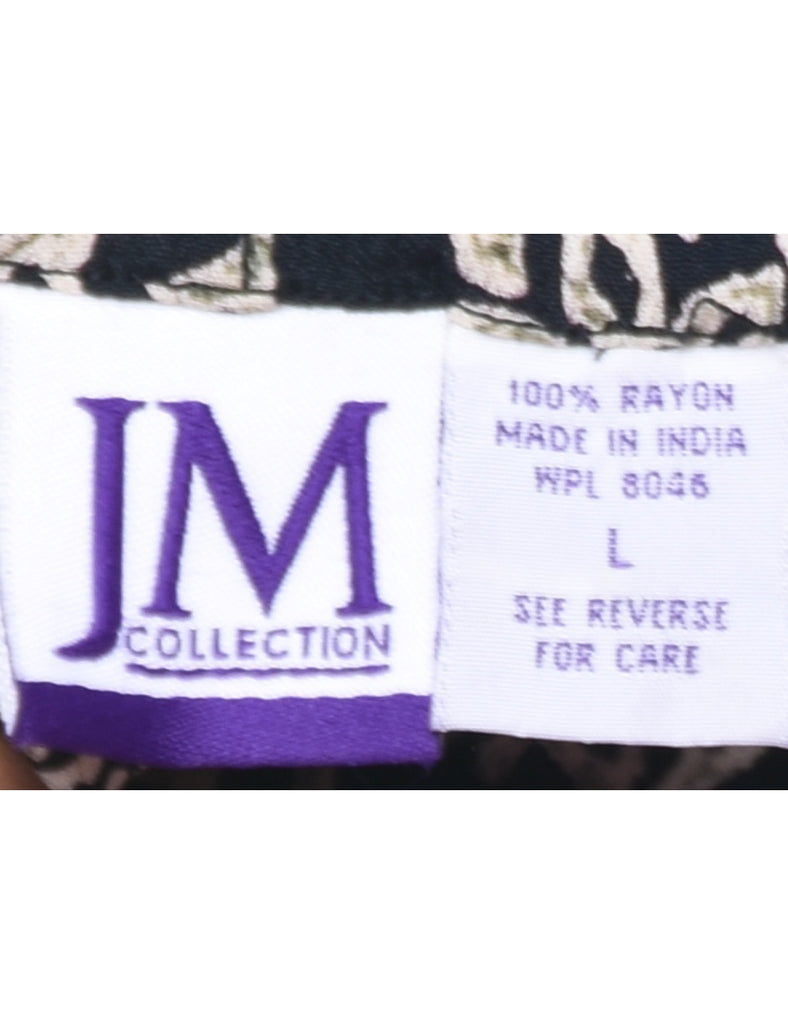 JM
COLLECTION
100% RAYON
MADE IN INDIA
WPL 8046
L
SEE REVERSE
FOR CARE